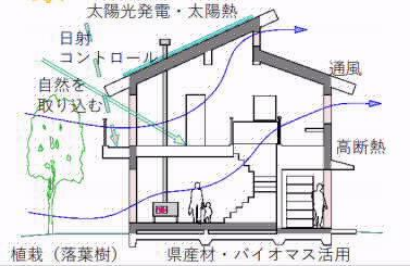 太陽光発電・太陽熱
日射
コントロール
自然を
取り込む
通風
高断熱
植栽（落葉樹）
県産材・バイオマス活用